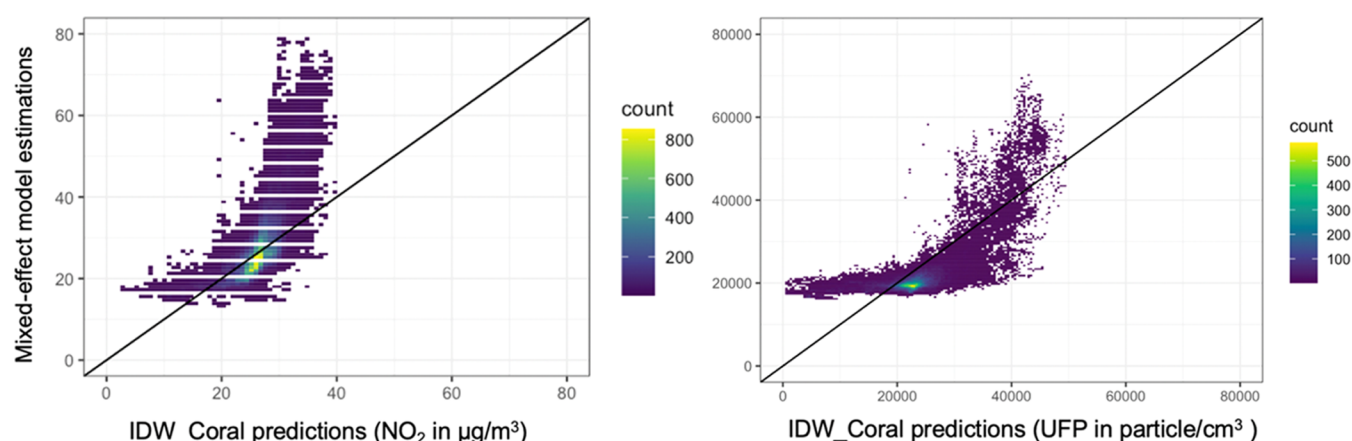 Mixed-effect model estimations
80
60
40
20
0
0 20 40 60 80
IDW_Coral predictions (NO₂ in µg/m³)
count
800
600
400
200
80000
60000
40000
20000
0
0 20000 40000 60000 80000
IDW_Coral predictions (UFP in particle/cm³ )
count
500
400
300
200
100